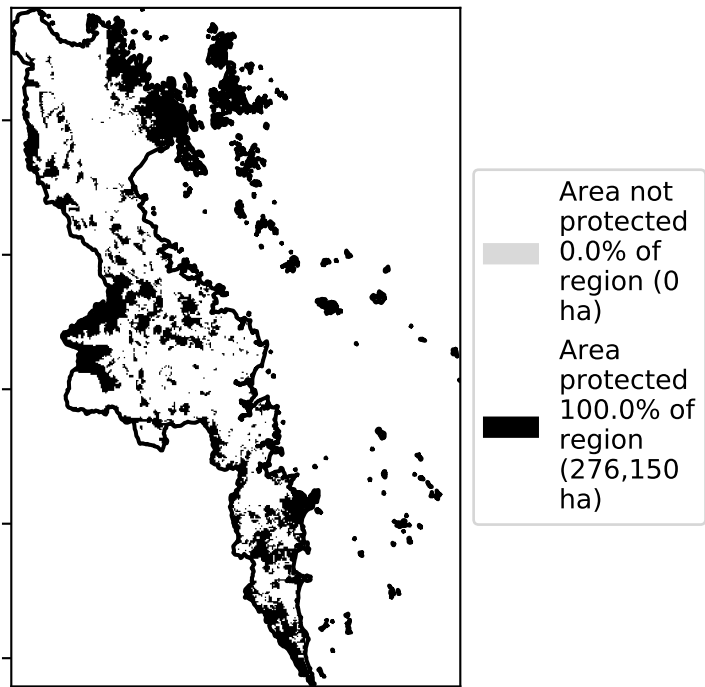 Area not
protected
0.0% of
region (0
ha)
Area
protected
100.0% of
region
(276,150
ha)